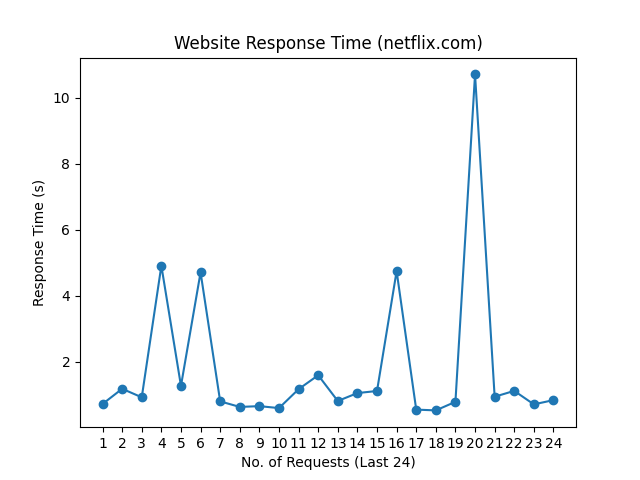 Website Response Time (netflix.com)
10
8
6
4
2
Response Time (s)
1 2 3 4 5 6 7 8 9 10 11 12 13 14 15 16 17 18 19 20 21 22 23 24
No. of Requests (Last 24)